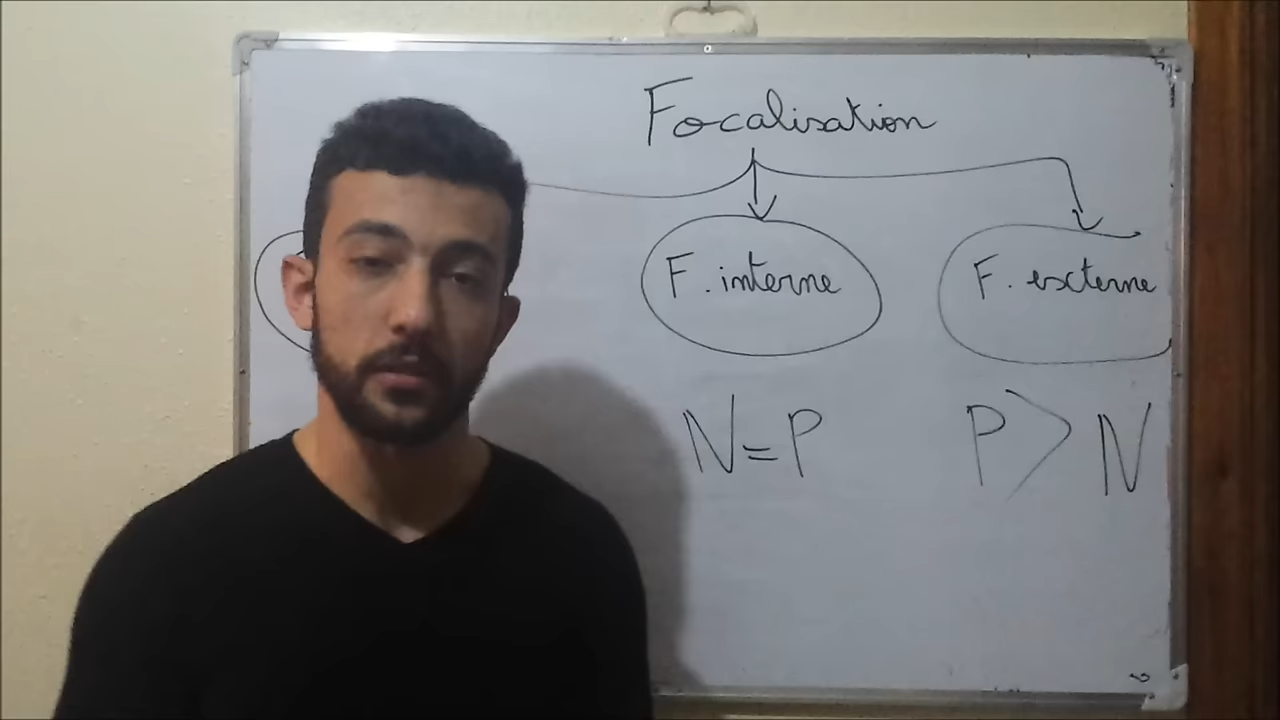 Focalisation
F. interne
F. externe
N=P
P > N